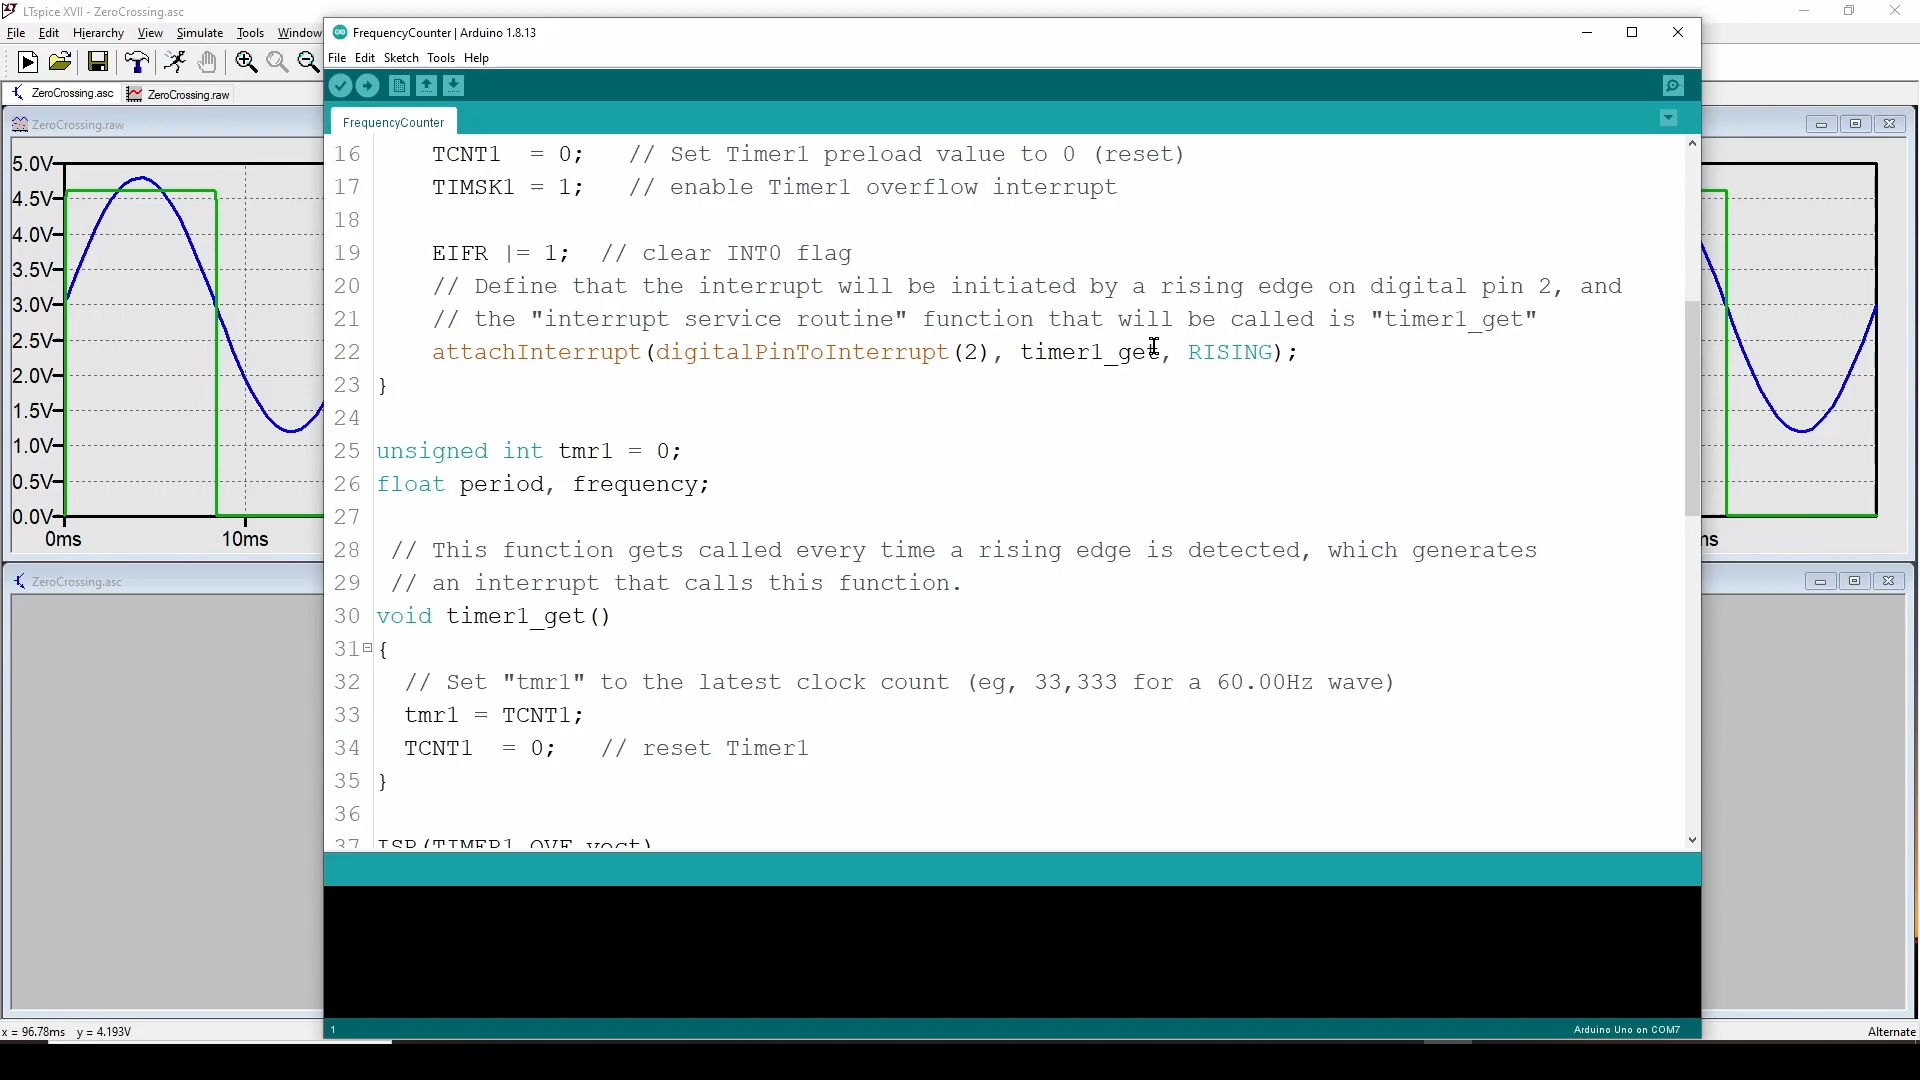 LTspice XVII - ZeroCrossing.asc
File Edit Hierarchy View Simulate Tools Window
ZeroCrossing.asc ZeroCrossing.raw
ZeroCrossing.raw
5.0V
4.5V
4.0V
3.5V
3.0V
2.5V
2.0V
1.5V
1.0V
0.5V
0.0V
0ms 10ms
ZeroCrossing.asc
x = 96.78ms y = 4.193V
FrequencyCounter | Arduino 1.8.13
File Edit Sketch Tools Help
FrequencyCounter
16 TCNT1 = 0; // Set Timer1 preload value to 0 (reset)
17 TIMSK1 = 1; // enable Timer1 overflow interrupt
18
19 EIFR |= 1; // clear INT0 flag
20 // Define that the interrupt will be initiated by a rising edge on digital pin 2, and
21 // the "interrupt service routine" function that will be called is "timer1_get"
22 attachInterrupt(digitalPinToInterrupt(2), timer1_get, RISING);
23 }
24
25 unsigned int tmr1 = 0;
26 float period, frequency;
27
28 // This function gets called every time a rising edge is detected, which generates
29 // an interrupt that calls this function.
30 void timer1_get()
31 {
32 // Set "tmr1" to the latest clock count (eg, 33,333 for a 60.00Hz wave)
33 tmr1 = TCNT1;
34 TCNT1 = 0; // reset Timer1
35 }
36
37 ISR(TIMER1_OVF_vect)
1
Arduino Uno on COM7
ns
Alternate